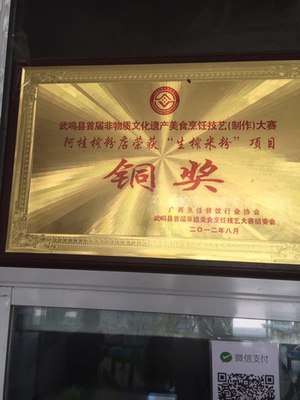 武鸣县首届非物质文化遗产美食烹饪技艺(制作)大赛
阿桂榨粉店荣获“生榨米粉”项目
铜奖
广西烹饪餐饮行业协会
武鸣县首届非遗美食烹饪技艺大赛组委会
二〇一二年八月
微信支付